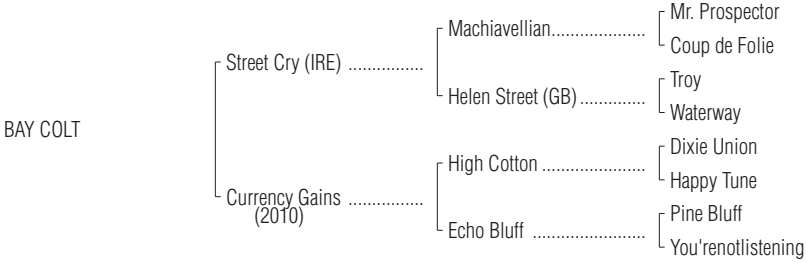 Mr. Prospector
Machiavellian....................
Coup de Folie
Street Cry (IRE) ................
Troy
Helen Street (GB)..............
Waterway
BAY COLT
Dixie Union
High Cotton ......................
Happy Tune
Currency Gains ................
(2010)
Pine Bluff
Echo Bluff ........................
You'renotlistening